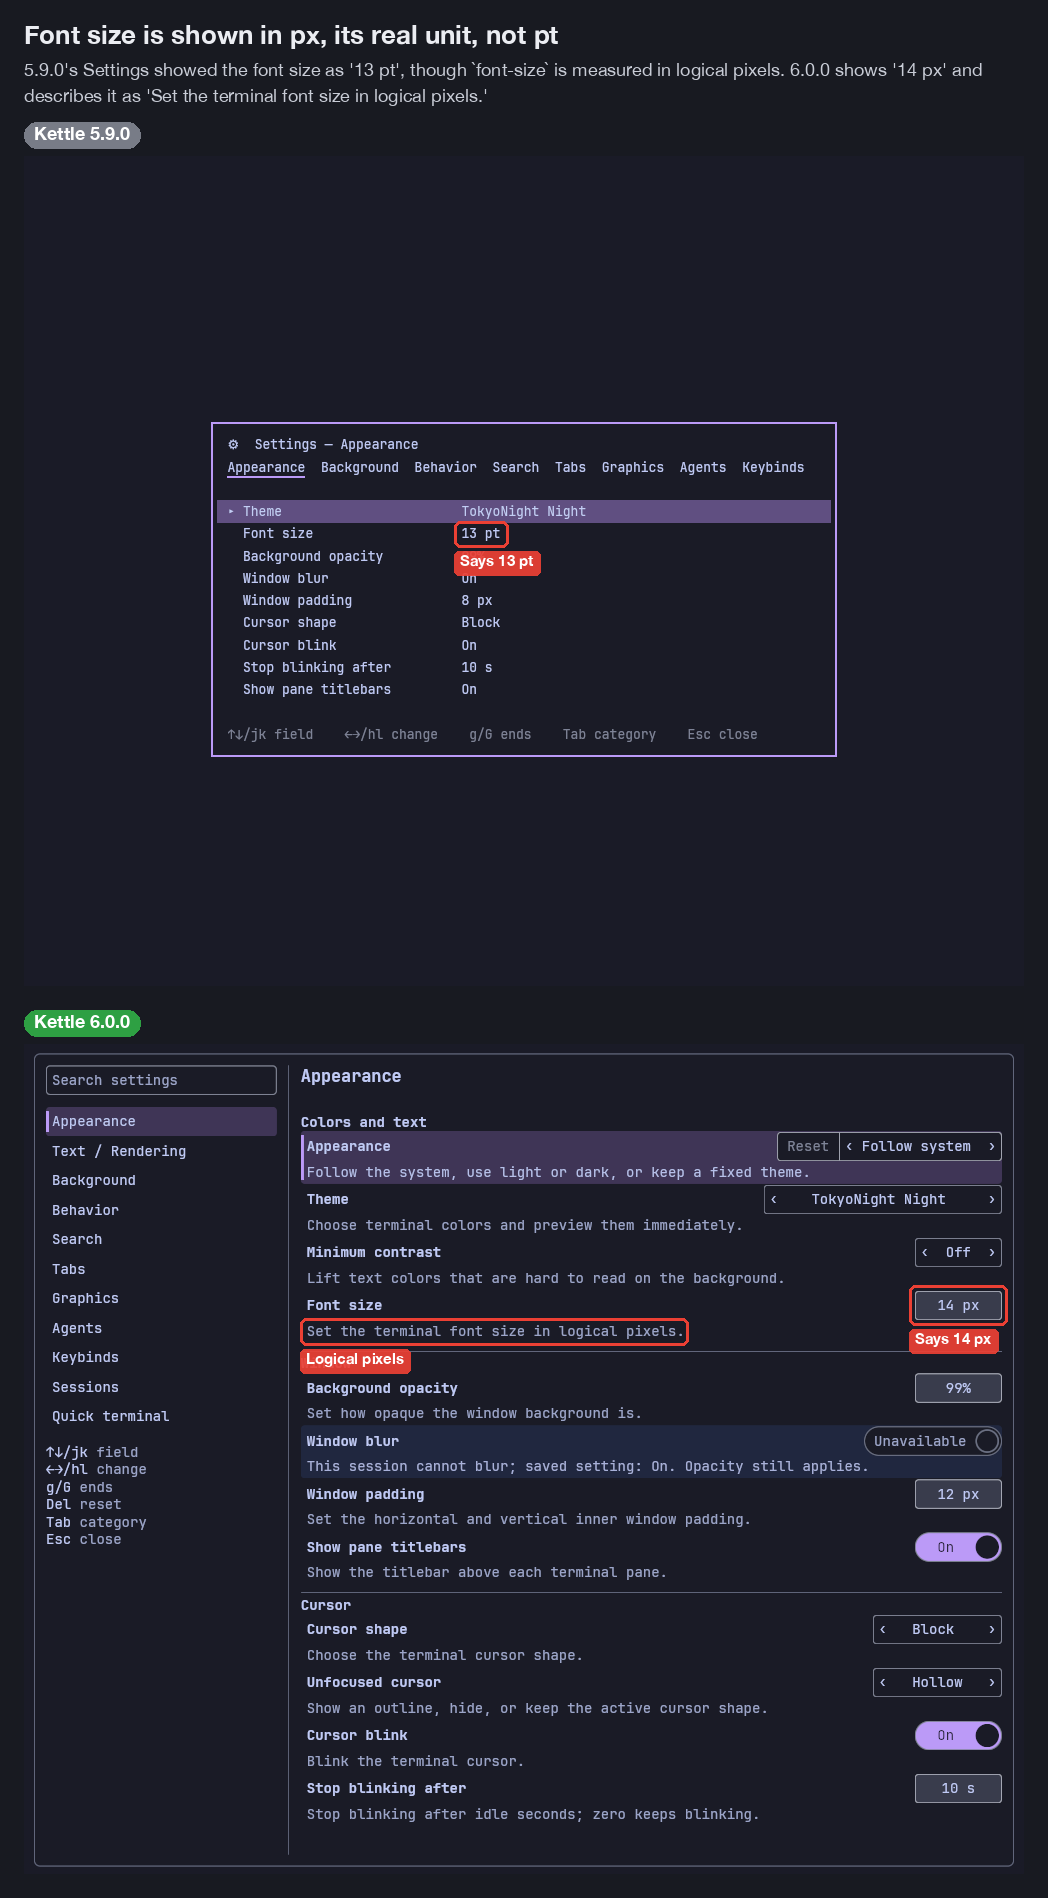 Font size is shown in px, its real unit, not pt
5.9.0's Settings showed the font size as '13 pt', though `font-size` is measured in logical pixels. 6.0.0 shows '14 px' and
describes it as 'Set the terminal font size in logical pixels.'
Kettle 5.9.0
⚙ Settings — Appearance
Appearance Background Behavior Search Tabs Graphics Agents Keybinds
▸ Theme TokyoNight Night
Font size 13 pt
Background opacity
Says 13 pt
Window blur On
Window padding 8 px
Cursor shape Block
Cursor blink On
Stop blinking after 10 s
Show pane titlebars On
↑↓/jk field ↔/hl change g/G ends Tab category Esc close
Kettle 6.0.0
Search settings
Appearance
Text / Rendering
Background
Behavior
Search
Tabs
Graphics
Agents
Keybinds
Sessions
Quick terminal
↑↓/jk field
↔/hl change
g/G ends
Del reset
Tab category
Esc close
Appearance
Colors and text
Appearance Reset ‹ Follow system ›
Follow the system, use light or dark, or keep a fixed theme.
Theme ‹ TokyoNight Night ›
Choose terminal colors and preview them immediately.
Minimum contrast ‹ Off ›
Lift text colors that are hard to read on the background.
Font size 14 px
Set the terminal font size in logical pixels.
Says 14 px
Logical pixels
Background opacity 99%
Set how opaque the window background is.
Window blur Unavailable
This session cannot blur; saved setting: On. Opacity still applies.
Window padding 12 px
Set the horizontal and vertical inner window padding.
Show pane titlebars On
Show the titlebar above each terminal pane.
Cursor
Cursor shape ‹ Block ›
Choose the terminal cursor shape.
Unfocused cursor ‹ Hollow ›
Show an outline, hide, or keep the active cursor shape.
Cursor blink On
Blink the terminal cursor.
Stop blinking after 10 s
Stop blinking after idle seconds; zero keeps blinking.